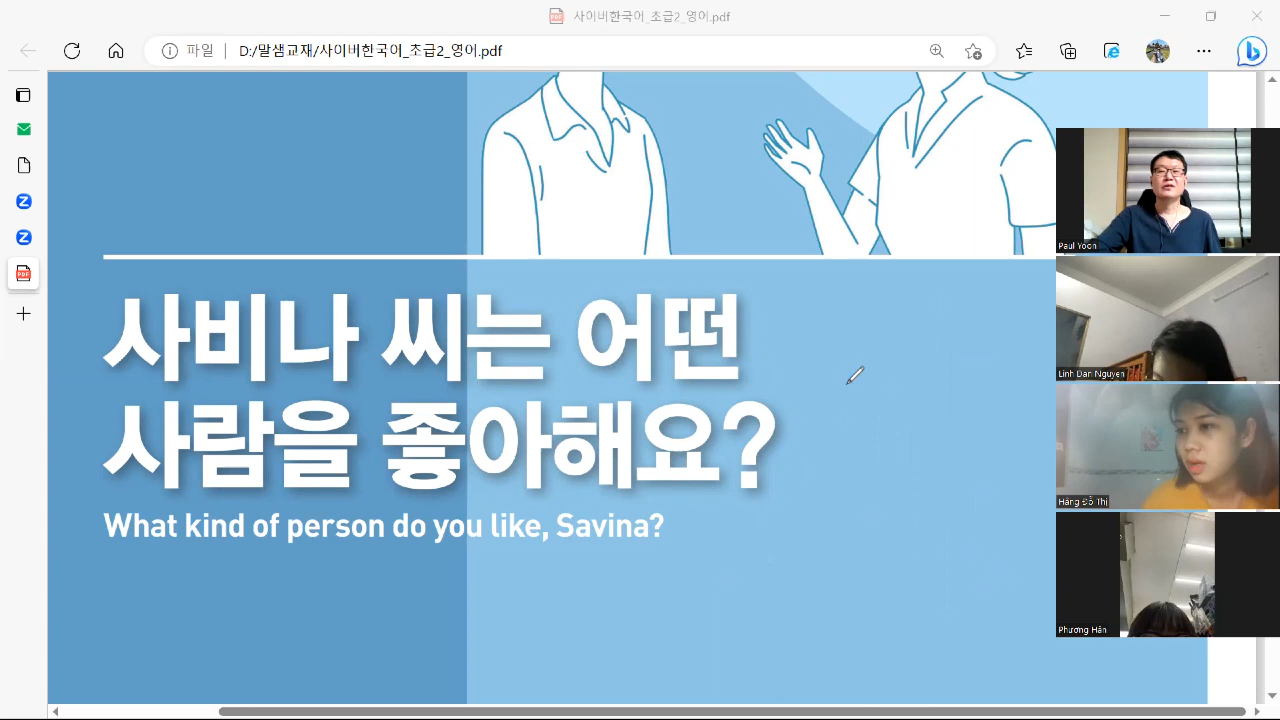 사이버한국어_초급2_영어.pdf
파일 | D:/말샘교재/사이버한국어_초급2_영어.pdf
사비나 씨는 어떤
사람을 좋아해요?
What kind of person do you like, Savina?
Paul Yoon
Linh Dan Nguyen
Hằng Đỗ Thị
Phượng Hân